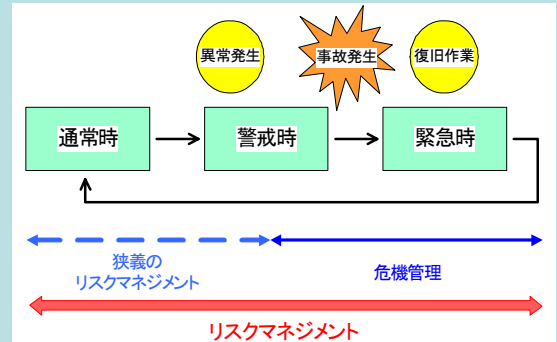 異常発生
事故発生
復旧作業
通常時
警戒時
緊急時
狭義の
リスクマネジメント
危機管理
リスクマネジメント